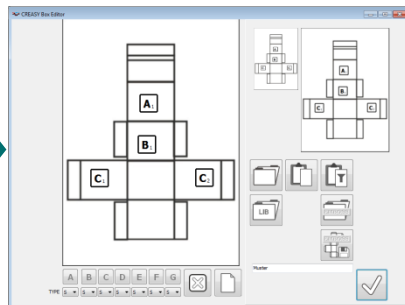 CREASY Box Editor
A1
B1
C1 C2
A
B
C C
LIB T
A B C D E F G
TYPE
Muster